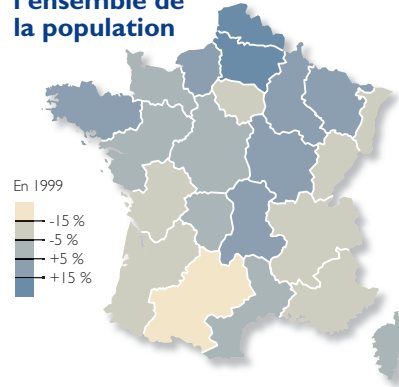 l'ensemble de
la population
En 1999
-15 %
-5 %
+5 %
+15 %